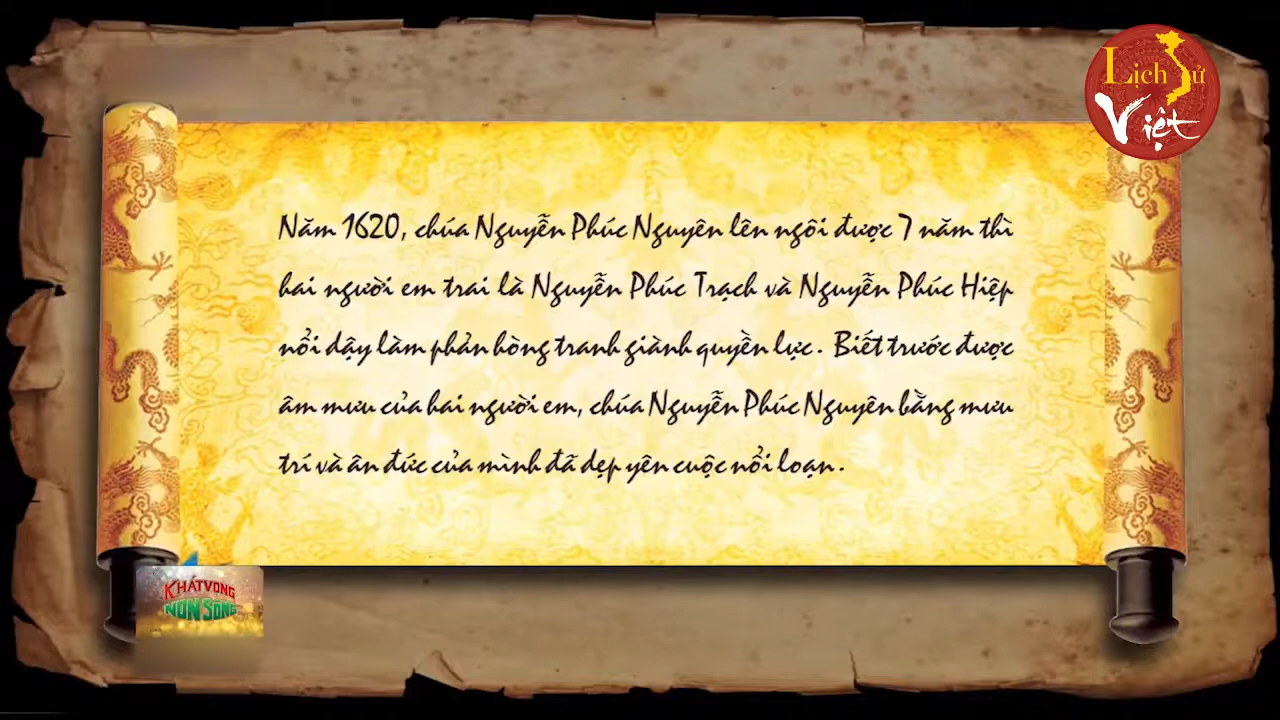 Lịch Sử
Việt
Năm 1620, chúa Nguyễn Phúc Nguyên lên ngôi được 7 năm thì
hai người em trai là Nguyễn Phúc Trạch và Nguyễn Phúc Hiệp
nổi dậy làm phản hòng tranh giành quyền lực. Biết trước được
âm mưu của hai người em, chúa Nguyễn Phúc Nguyên bằng mưu
trí và ân đức của mình đã dẹp yên cuộc nổi loạn.
KHÁT VỌNG
NON SÔNG